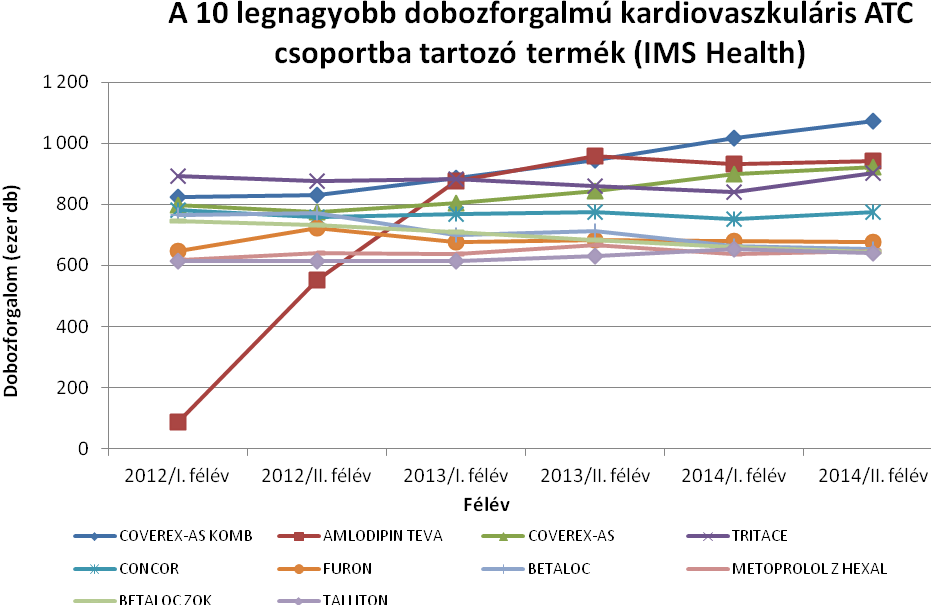 A 10 legnagyobb dobozforgalmú kardiovaszkuláris ATC
csoportba tartozó termék (IMS Health)
Dobozforgalom (ezer db)
1 200
1 000
800
600
400
200
0
2012/I. félév 2012/II. félév 2013/I. félév 2013/II. félév 2014/I. félév 2014/II. félév
Félév
COVEREX-AS KOMB AMLODIPIN TEVA COVEREX-AS TRITACE
CONCOR FURON BETALOC METOPROLOL Z HEXAL
BETALOC ZOK TALLITON